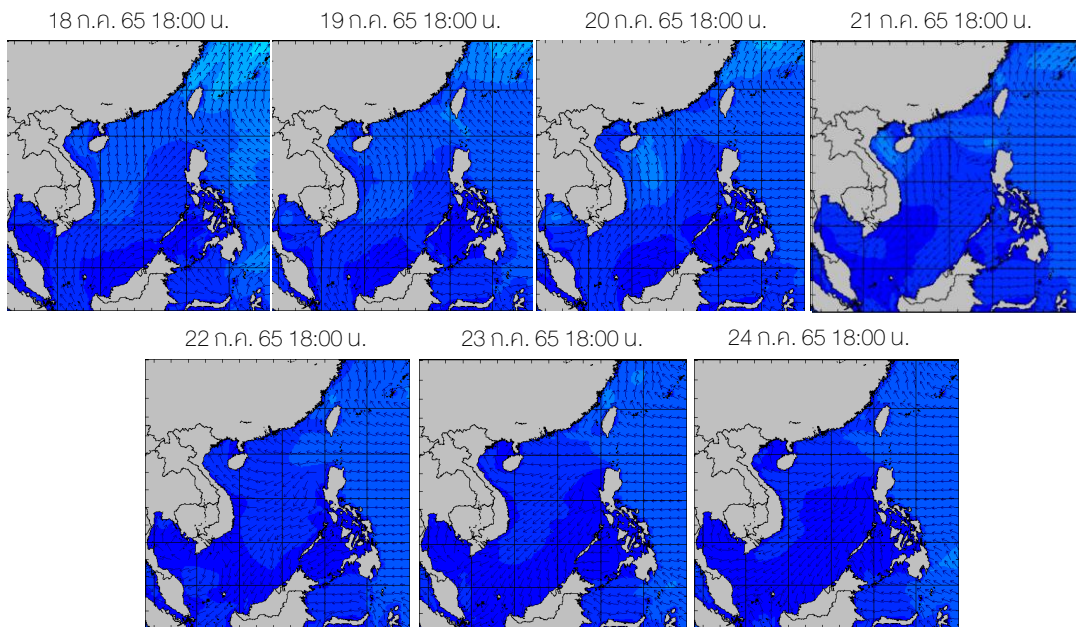 18 ก.ค. 65 18:00 น.
19 ก.ค. 65 18:00 น.
20 ก.ค. 65 18:00 น.
21 ก.ค. 65 18:00 น.
22 ก.ค. 65 18:00 น.
23 ก.ค. 65 18:00 น.
24 ก.ค. 65 18:00 น.